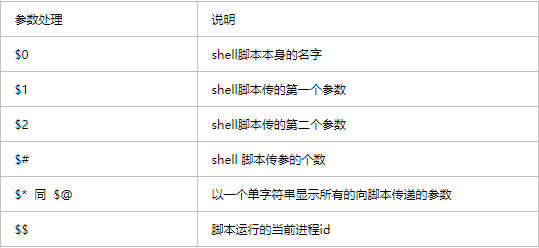 参数处理 说明
$0 shell脚本本身的名字
$1 shell脚本传的第一个参数
$2 shell脚本传的第二个参数
$# shell 脚本传参的个数
$* 同 $@ 以一个单字符串显示所有的向脚本传递的参数
$$ 脚本运行的当前进程id